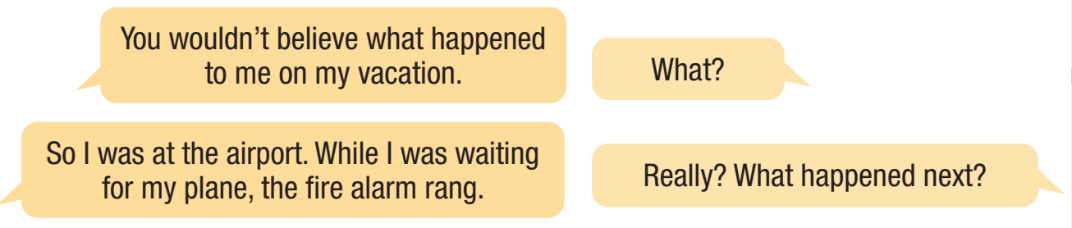 You wouldn’t believe what happened
to me on my vacation.
What?
So I was at the airport. While I was waiting
for my plane, the fire alarm rang.
Really? What happened next?